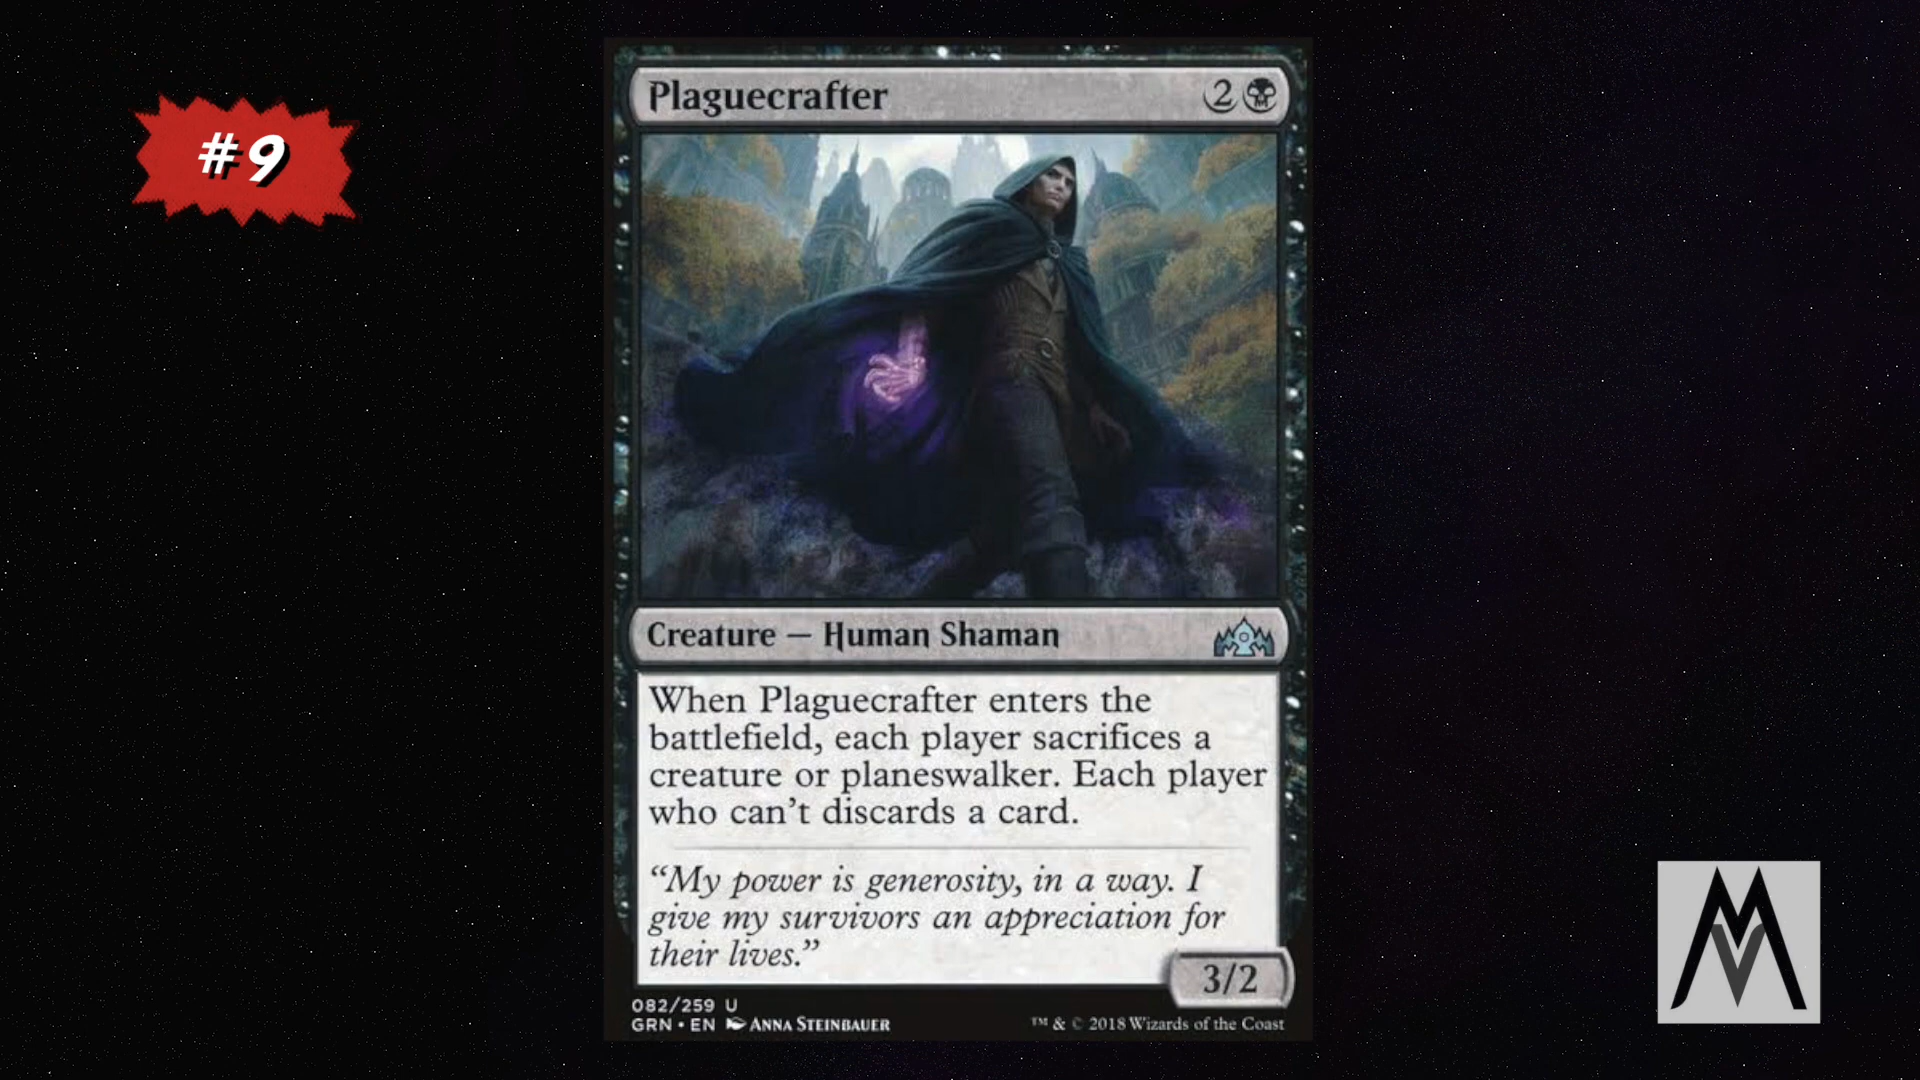 #9
Plaguecrafter 2
Creature — Human Shaman
When Plaguecrafter enters the
battlefield, each player sacrifices a
creature or planeswalker. Each player
who can't discards a card.
“My power is generosity, in a way. I
give my survivors an appreciation for
their lives.”
3/2
082/259 U
GRN • EN ANNA STEINBAUER
™ & © 2018 Wizards of the Coast